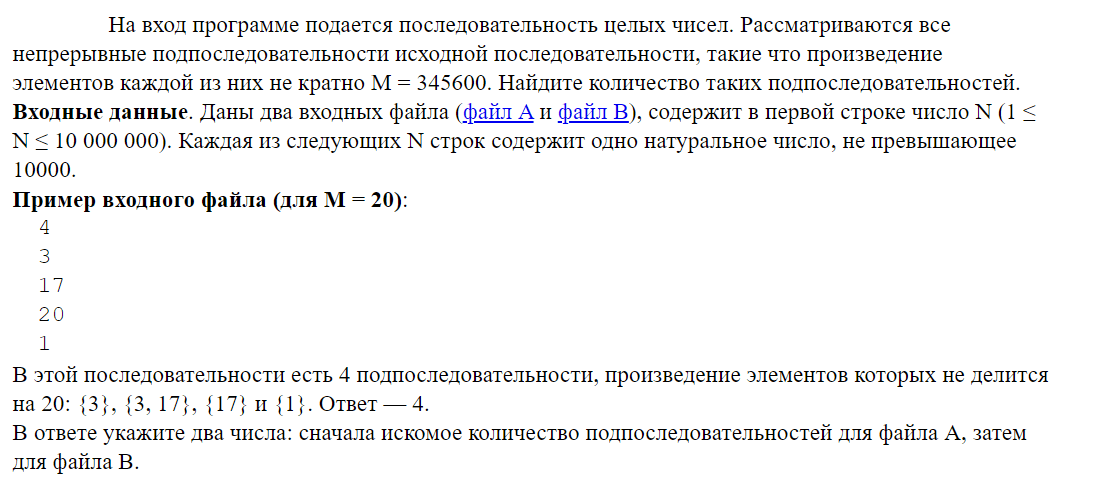 На вход программе подается последовательность целых чисел. Рассматриваются все
непрерывные подпоследовательности исходной последовательности, такие что произведение
элементов каждой из них не кратно M = 345600. Найдите количество таких подпоследовательностей.
Входные данные. Даны два входных файла (файл A и файл B), содержит в первой строке число N (1 ≤
N ≤ 10 000 000). Каждая из следующих N строк содержит одно натуральное число, не превышающее
10000.
Пример входного файла (для M = 20):
4
3
17
20
1
В этой последовательности есть 4 подпоследовательности, произведение элементов которых не делится
на 20: {3}, {3, 17}, {17} и {1}. Ответ — 4.
В ответе укажите два числа: сначала искомое количество подпоследовательностей для файла A, затем
для файла B.